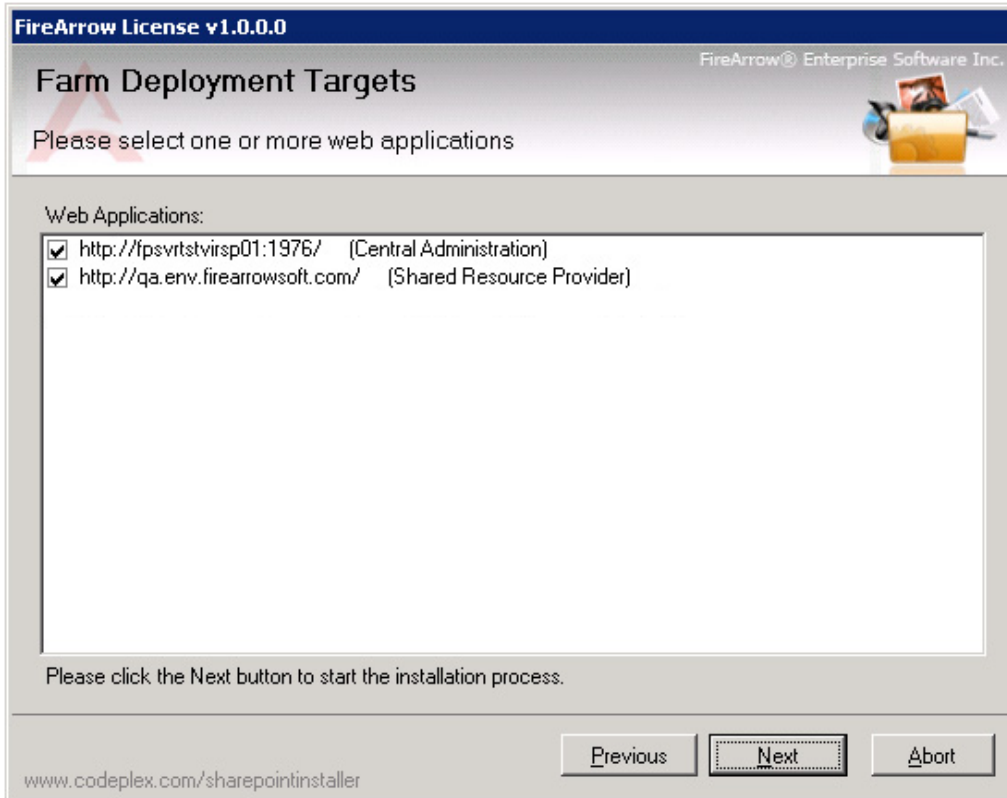 FireArrow License v1.0.0.0
FireArrow® Enterprise Software Inc.
Farm Deployment Targets
Please select one or more web applications
Web Applications:
http://fpsvrtstvirsp01:1976/ (Central Administration)
http://qa.env.firearrowsoft.com/ (Shared Resource Provider)
Please click the Next button to start the installation process.
Previous Next Abort
www.codeplex.com/sharepointinstaller